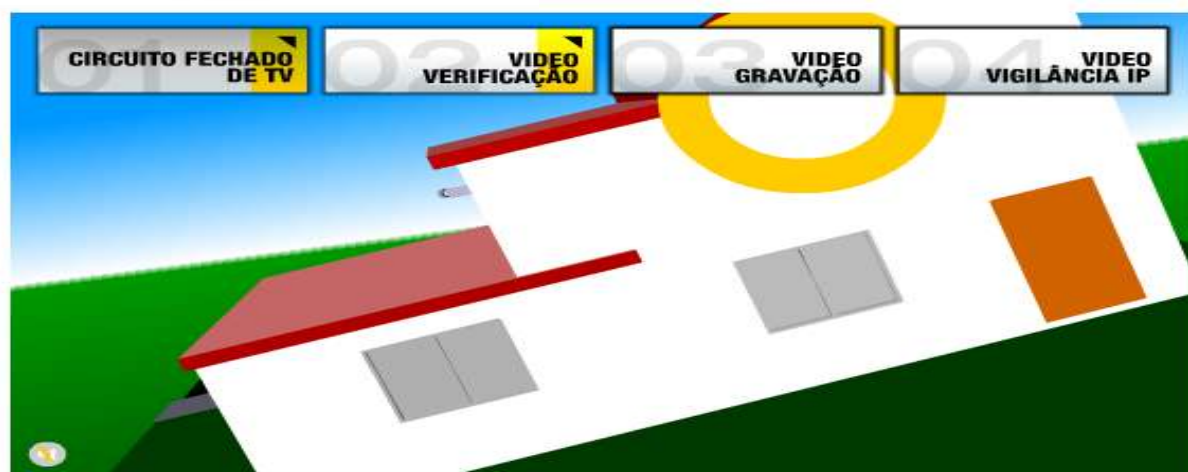 01
CIRCUITO FECHADO
DE TV
02
VIDEO
VERIFICAÇÃO
03
VIDEO
GRAVAÇÃO
04
VIDEO
VIGILÂNCIA IP